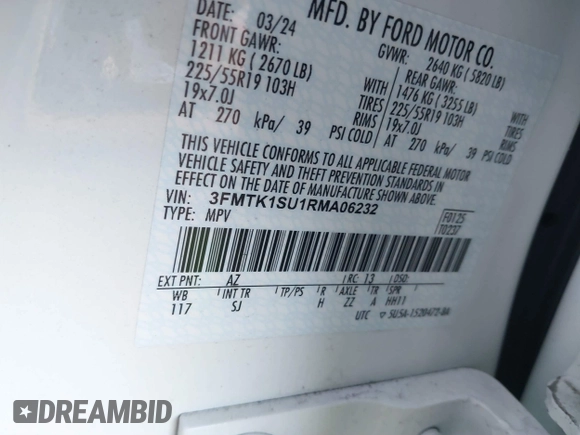 MFD. BY FORD MOTOR CO.
DATE: 03/24
GVWR: 2640 KG ( 5820 LB)
FRONT GAWR:
REAR GAWR:
1211 KG ( 2670 LB)
WITH
1476 KG ( 3255 LB)
225/55R19 103H
TIRES
225/55R19 103H
19x7.0J
RIMS
19x7.0J
AT 270 kPa/ 39 PSI COLD
AT 270 kPa/ 39 PSI COLD
THIS VEHICLE CONFORMS TO ALL APPLICABLE FEDERAL MOTOR
VEHICLE SAFETY AND THEFT PREVENTION STANDARDS IN
EFFECT ON THE DATE OF MANUFACTURE SHOWN ABOVE.
VIN: 3FMTK1SU1RMA06232
TYPE: MPV
F0125
T0237
EXT PNT: AZ RC: 13 DSO:
WB INT TR TP/PS R AXLE TR SPR
117 SJ H ZZ A HH11
UTC
DREAMBID